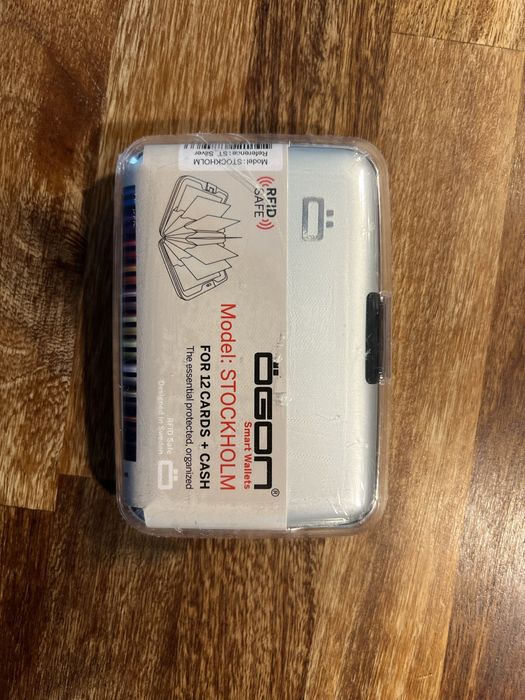 Model: STOCKHOLM
Reference: ST Silver
RFID
SAFE
ÖGON®
Smart Wallets
Model: STOCKHOLM
FOR 12 CARDS + CASH
The essential protected, organized
RFID Safe
Designed in Sweden
Ö
Ö